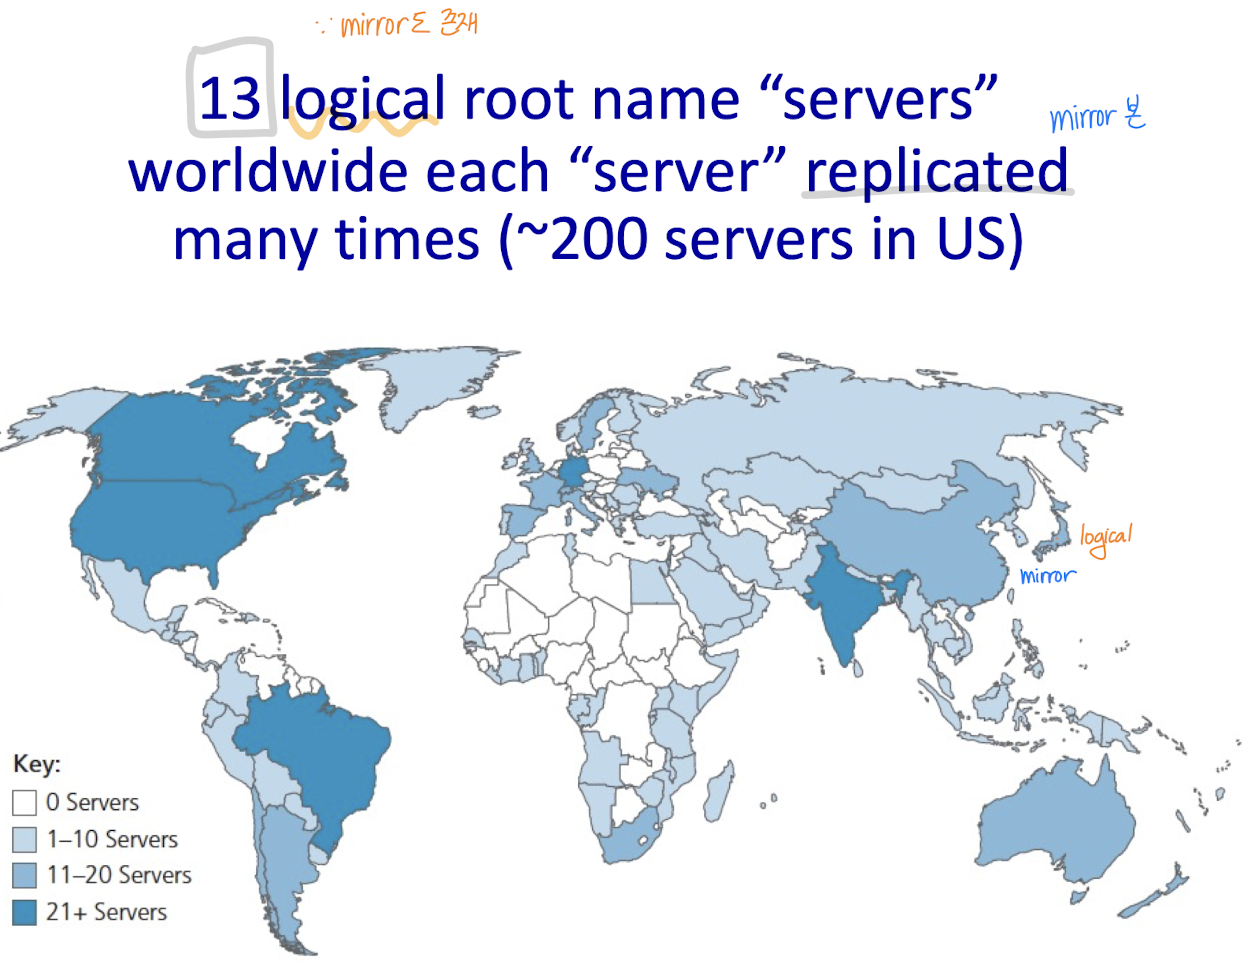 ∵ mirror도 존재
13 logical root name “servers”
mirror 본
worldwide each “server” replicated
many times (~200 servers in US)
logical
mirror
Key:
0 Servers
1–10 Servers
11–20 Servers
21+ Servers